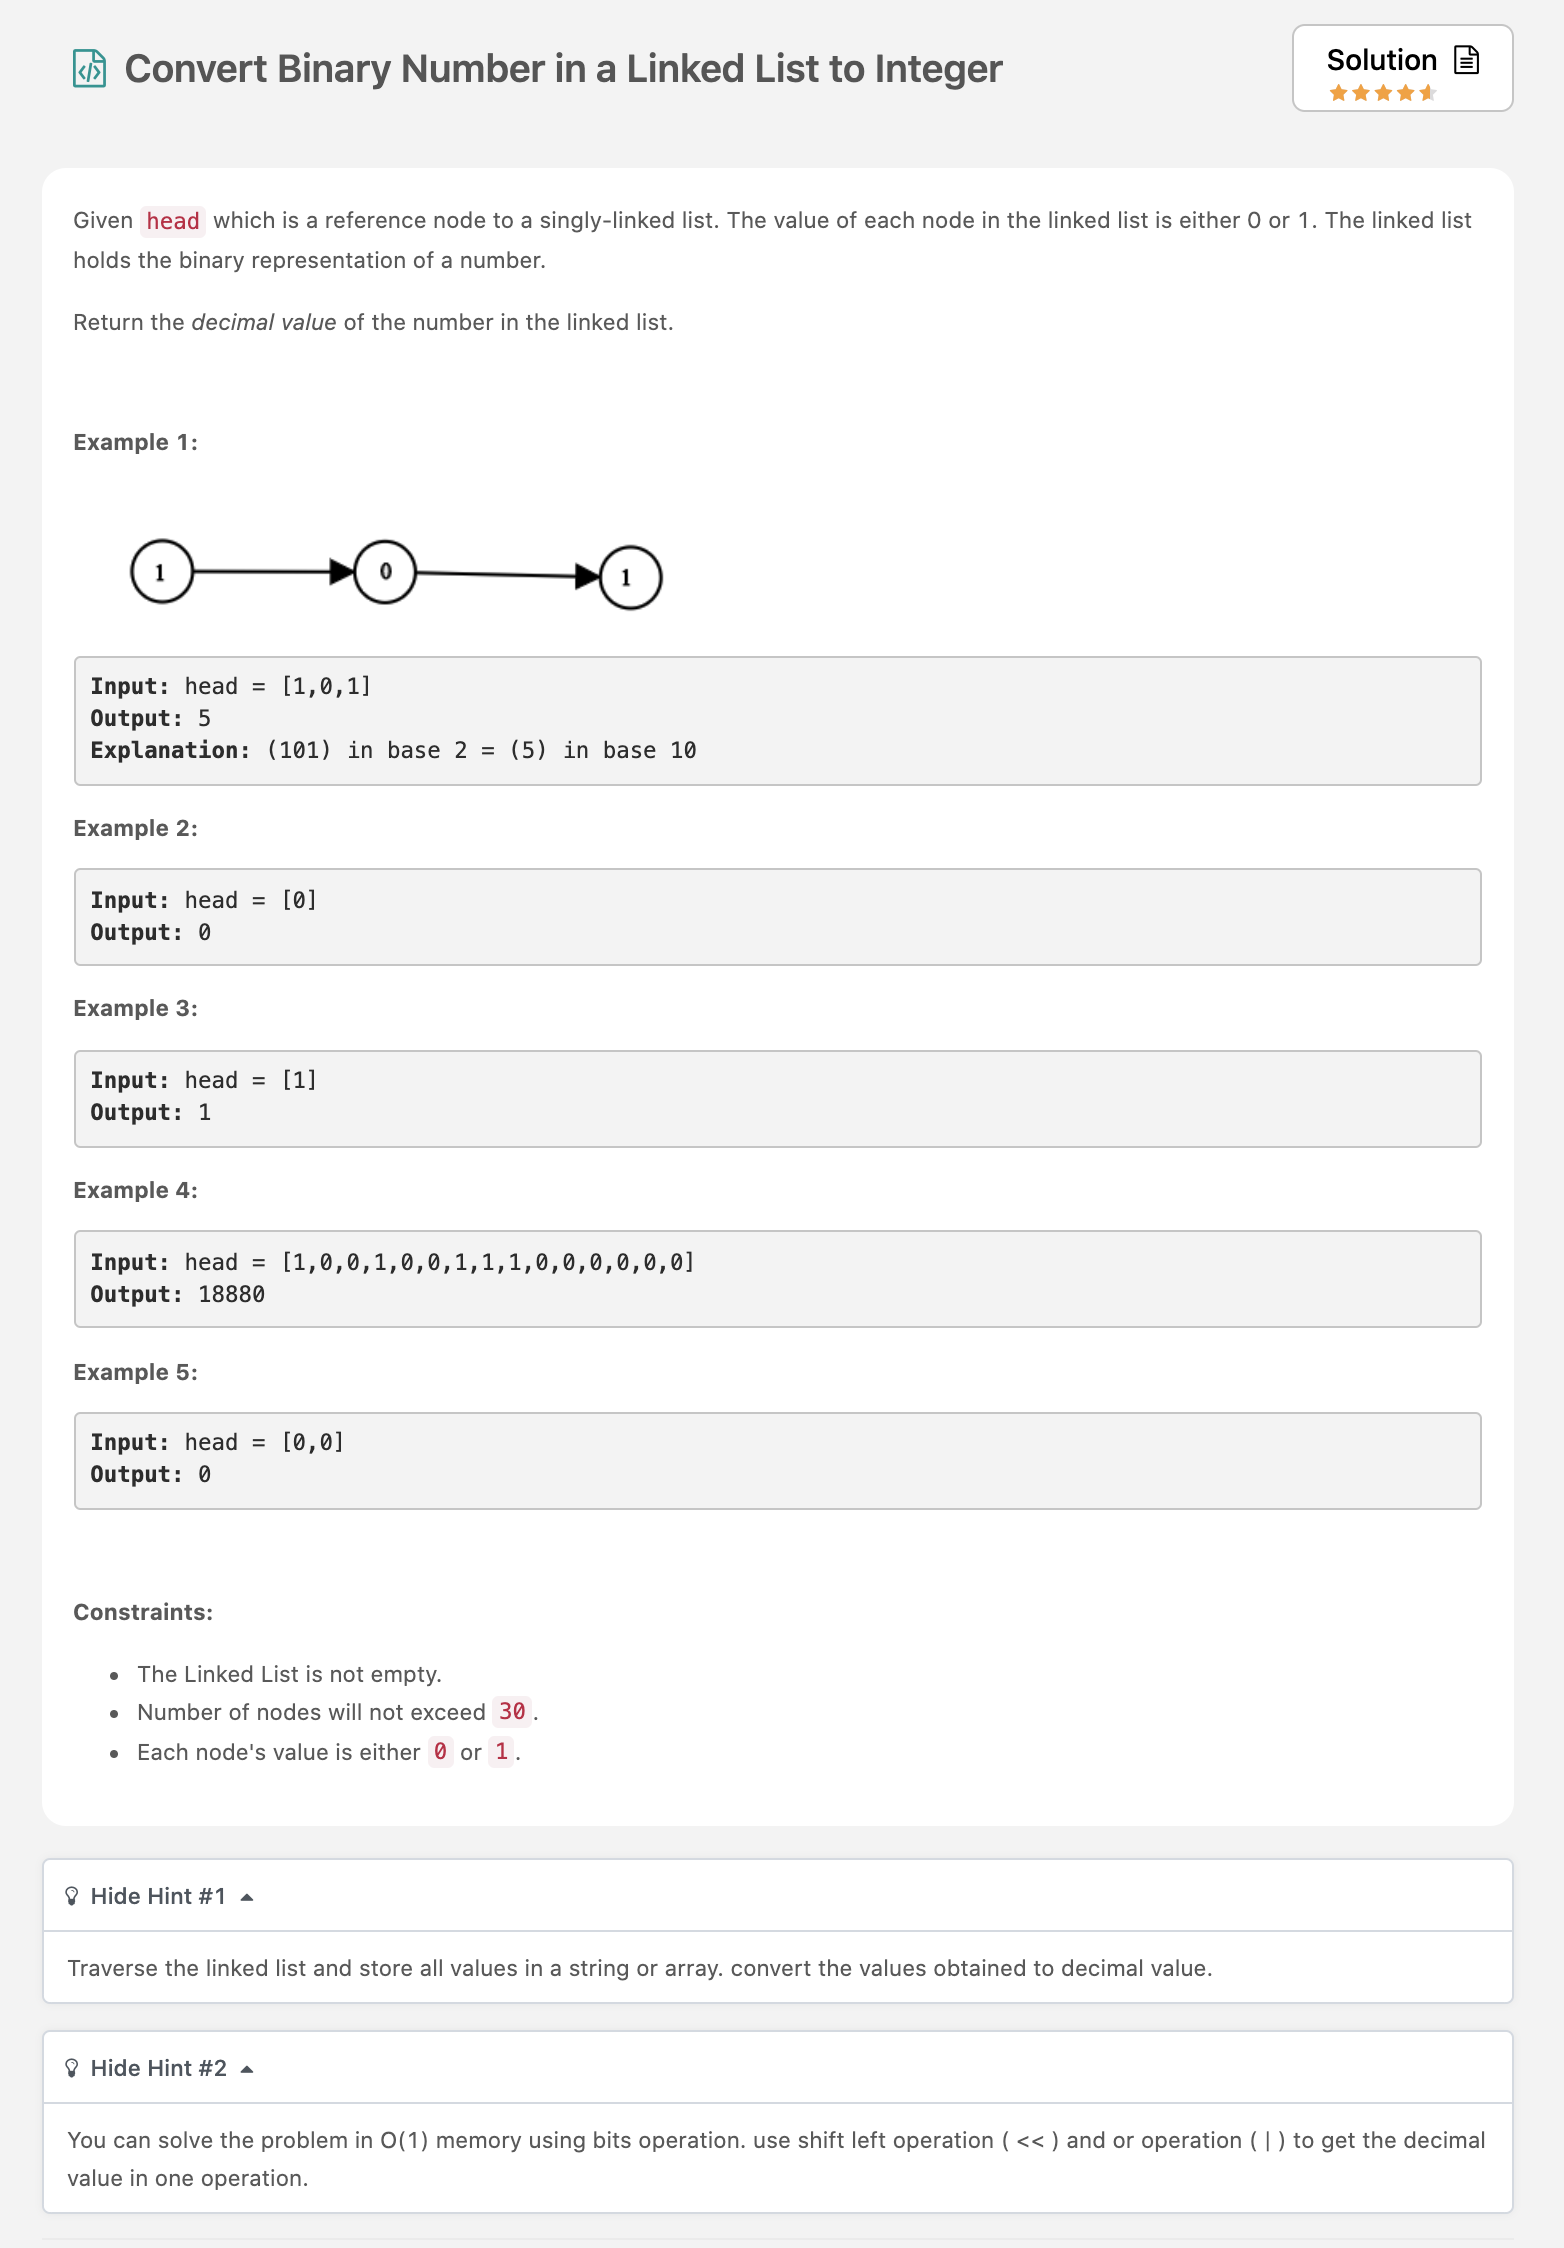 Convert Binary Number in a Linked List to Integer
Solution
Given head which is a reference node to a singly-linked list. The value of each node in the linked list is either 0 or 1. The linked list
holds the binary representation of a number.
Return the decimal value of the number in the linked list.
Example 1:
1 0 1
Input: head = [1,0,1]
Output: 5
Explanation: (101) in base 2 = (5) in base 10
Example 2:
Input: head = [0]
Output: 0
Example 3:
Input: head = [1]
Output: 1
Example 4:
Input: head = [1,0,0,1,0,0,1,1,1,0,0,0,0,0,0]
Output: 18880
Example 5:
Input: head = [0,0]
Output: 0
Constraints:
• The Linked List is not empty.
• Number of nodes will not exceed 30.
• Each node's value is either 0 or 1.
Hide Hint #1
Traverse the linked list and store all values in a string or array. convert the values obtained to decimal value.
Hide Hint #2
You can solve the problem in O(1) memory using bits operation. use shift left operation ( << ) and or operation ( | ) to get the decimal
value in one operation.